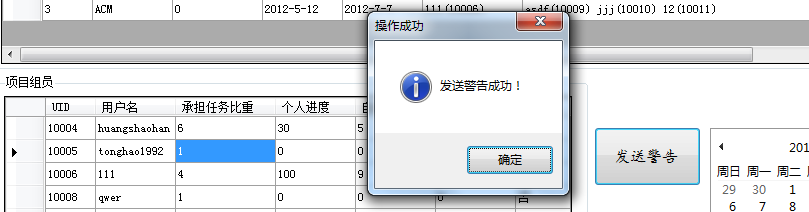 3 ACM 0 2012-5-12 2012-7-7 111(10006) asdf(10009) jjj(10010) 12(10011)
操作成功
发送警告成功！
确定
项目组员
UID 用户名 承担任务比重 个人进度
10004 huangshaohan 6 30 5
10005 tonghao1992 1 0 0
10006 111 4 100 9
10008 qwer 1 0 0 0 否
发送警告
201
周日 周一 周二
29 30 1
6 7 8